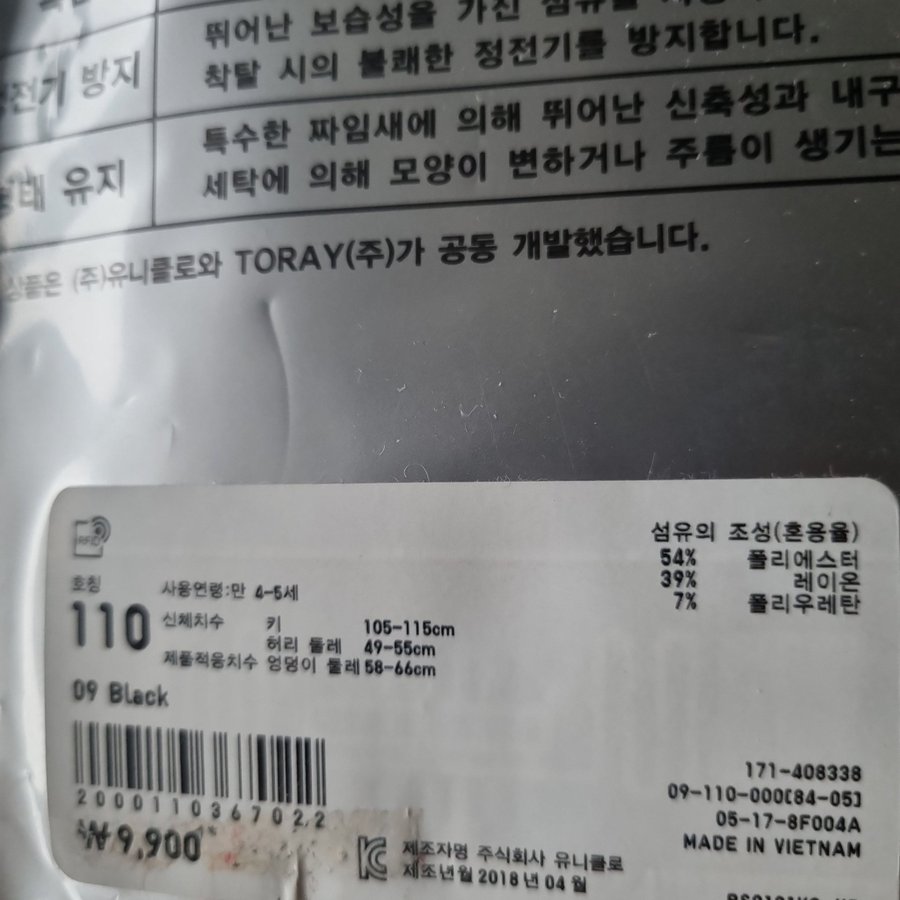 뛰어난 보습성을 가진 섬유를
전기 방지
착탈 시의 불쾌한 정전기를 방지합니다.
특수한 짜임새에 의해 뛰어난 신축성과 내구
유지
세탁에 의해 모양이 변하거나 주름이 생기는
상품은 (주)유니클로와 TORAY(주)가 공동 개발했습니다.
RFID
섬유의 조성(혼용율)
54% 폴리에스터
39% 레이온
7% 폴리우레탄
호칭
110
사용연령:만 4-5세
신체치수 키 105-115cm
허리 둘레 49-55cm
제품적용치수 엉덩이 둘레 58-66cm
09 Black
2000110367022
₩9,900
171-408338
09-110-000[84-05]
05-17-8F004A
MADE IN VIETNAM
제조자명 주식회사 유니클로
제조년월 2018년 04월